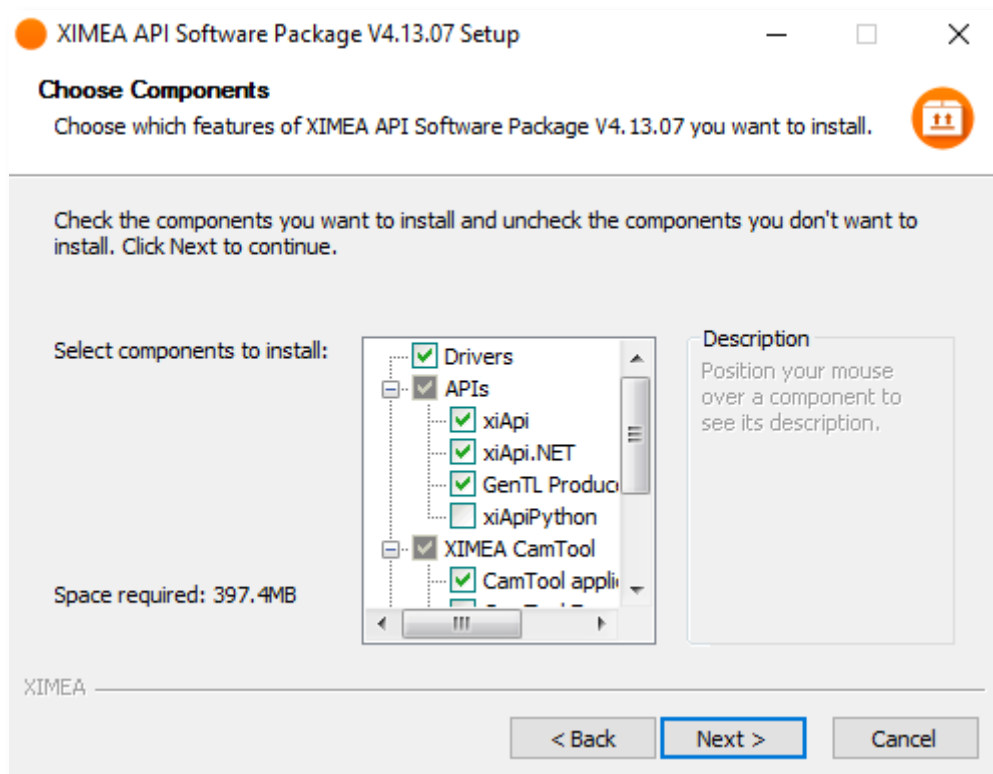 XIMEA API Software Package V4.13.07 Setup
Choose Components
Choose which features of XIMEA API Software Package V4.13.07 you want to install.
Check the components you want to install and uncheck the components you don't want to
install. Click Next to continue.
Select components to install:
Drivers
APIs
xiApi
xiApi.NET
GenTL Produc
xiApiPython
XIMEA CamTool
CamTool appli
Description
Position your mouse
over a component to
see its description.
Space required: 397.4MB
XIMEA
< Back
Next >
Cancel